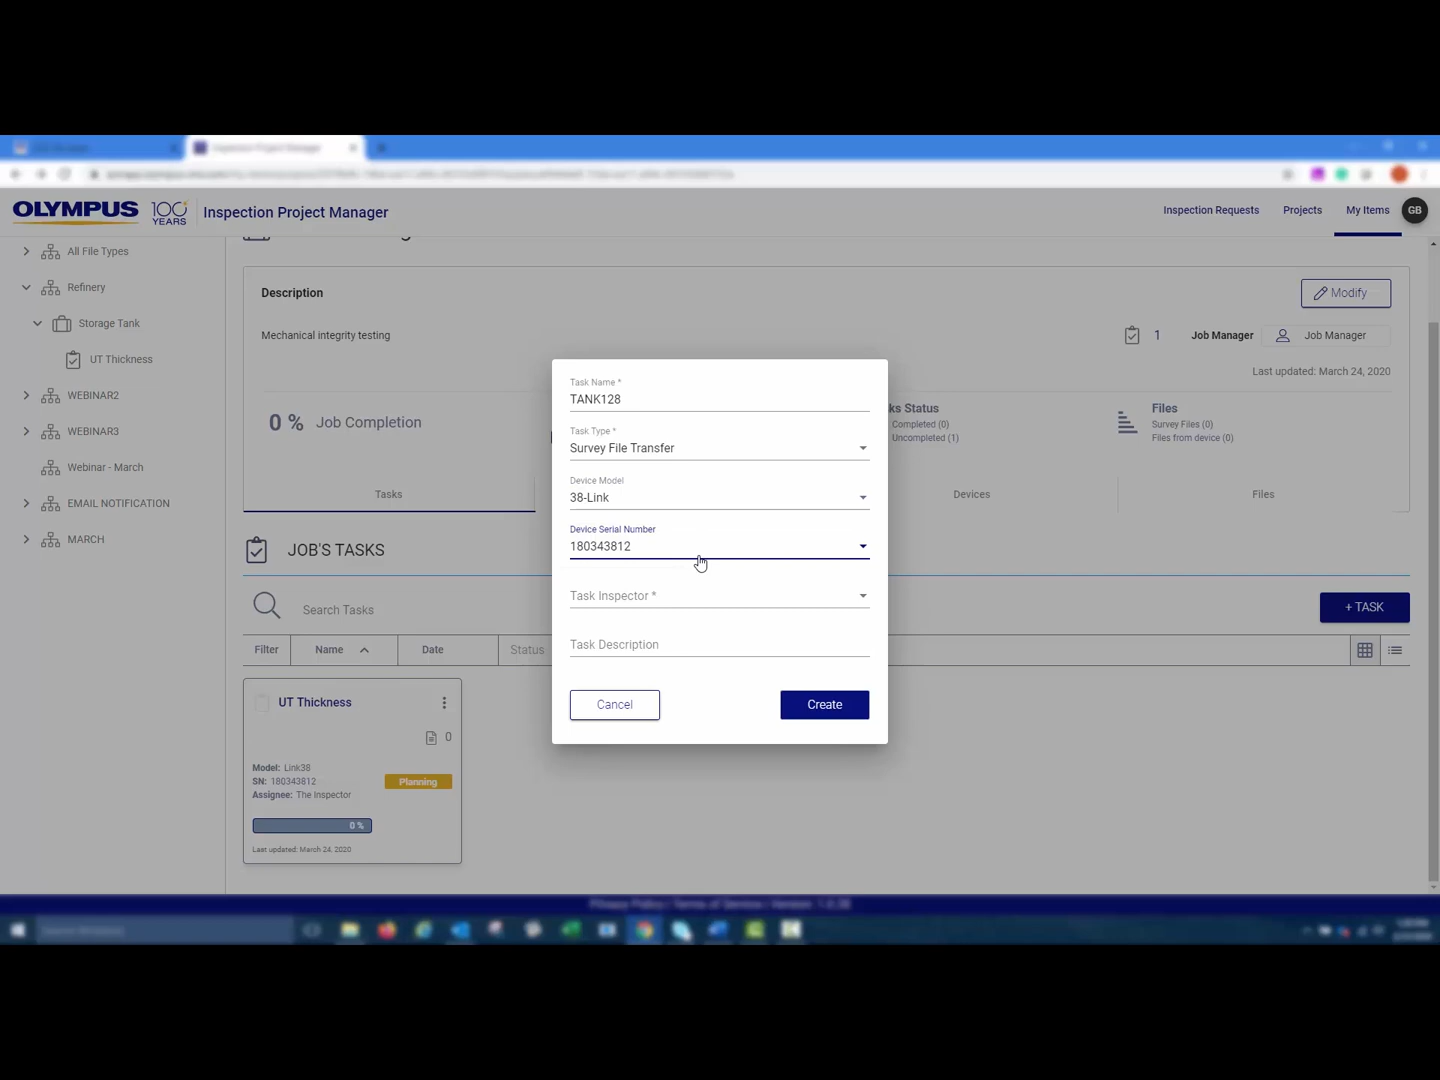 OLYMPUS
100 YEARS
Inspection Project Manager
Inspection Requests
Projects
My Items
GB
All File Types
Refinery
Storage Tank
UT Thickness
WEBINAR2
WEBINAR3
Webinar - March
EMAIL NOTIFICATION
MARCH
Description
Modify
Mechanical integrity testing
1
Job Manager
Job Manager
Last updated: March 24, 2020
0 % Job Completion
Status
Completed (0)
Uncompleted (1)
Files
Survey Files (0)
Files from device (0)
Tasks
Devices
Files
JOB'S TASKS
Search Tasks
+ TASK
Filter
Name
Date
Status
UT Thickness
0
Model: Link38
SN: 180343812
Planning
Assignee: The Inspector
0 %
Last updated: March 24, 2020
Task Name *
TANK128
Task Type *
Survey File Transfer
Device Model
38-Link
Device Serial Number
180343812
Task Inspector *
Task Description
Cancel
Create